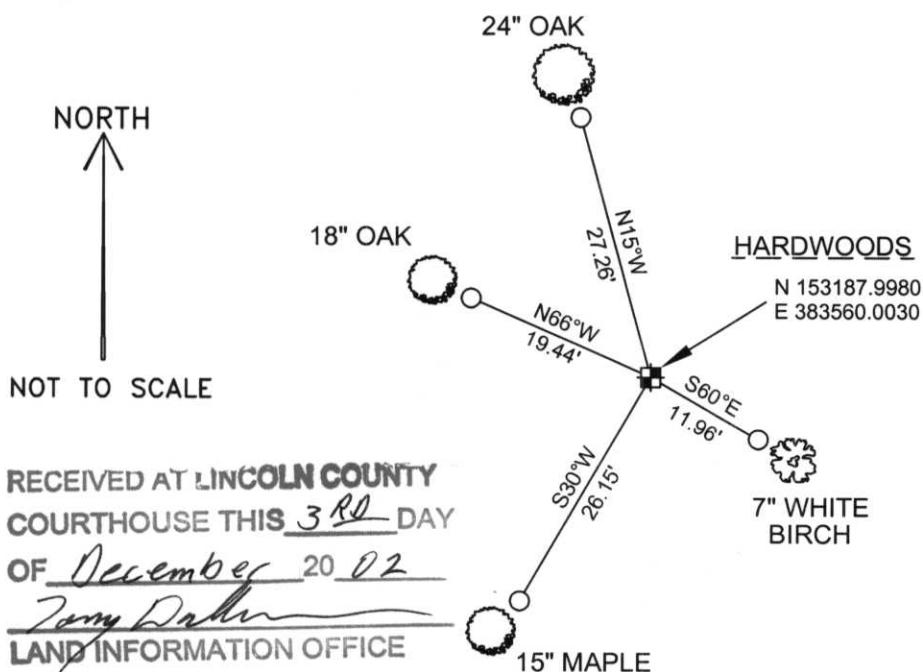 24" OAK
NORTH
18" OAK
N15°W
27.26'
HARDWOODS
N 153187.9980
E 383560.0030
N66°W
19.44'
NOT TO SCALE
S60°E
11.96'
S30°W
26.15'
7" WHITE
BIRCH
RECEIVED AT LINCOLN COUNTY
COURTHOUSE THIS 3RD DAY
OF December 20 02
LAND INFORMATION OFFICE
15" MAPLE